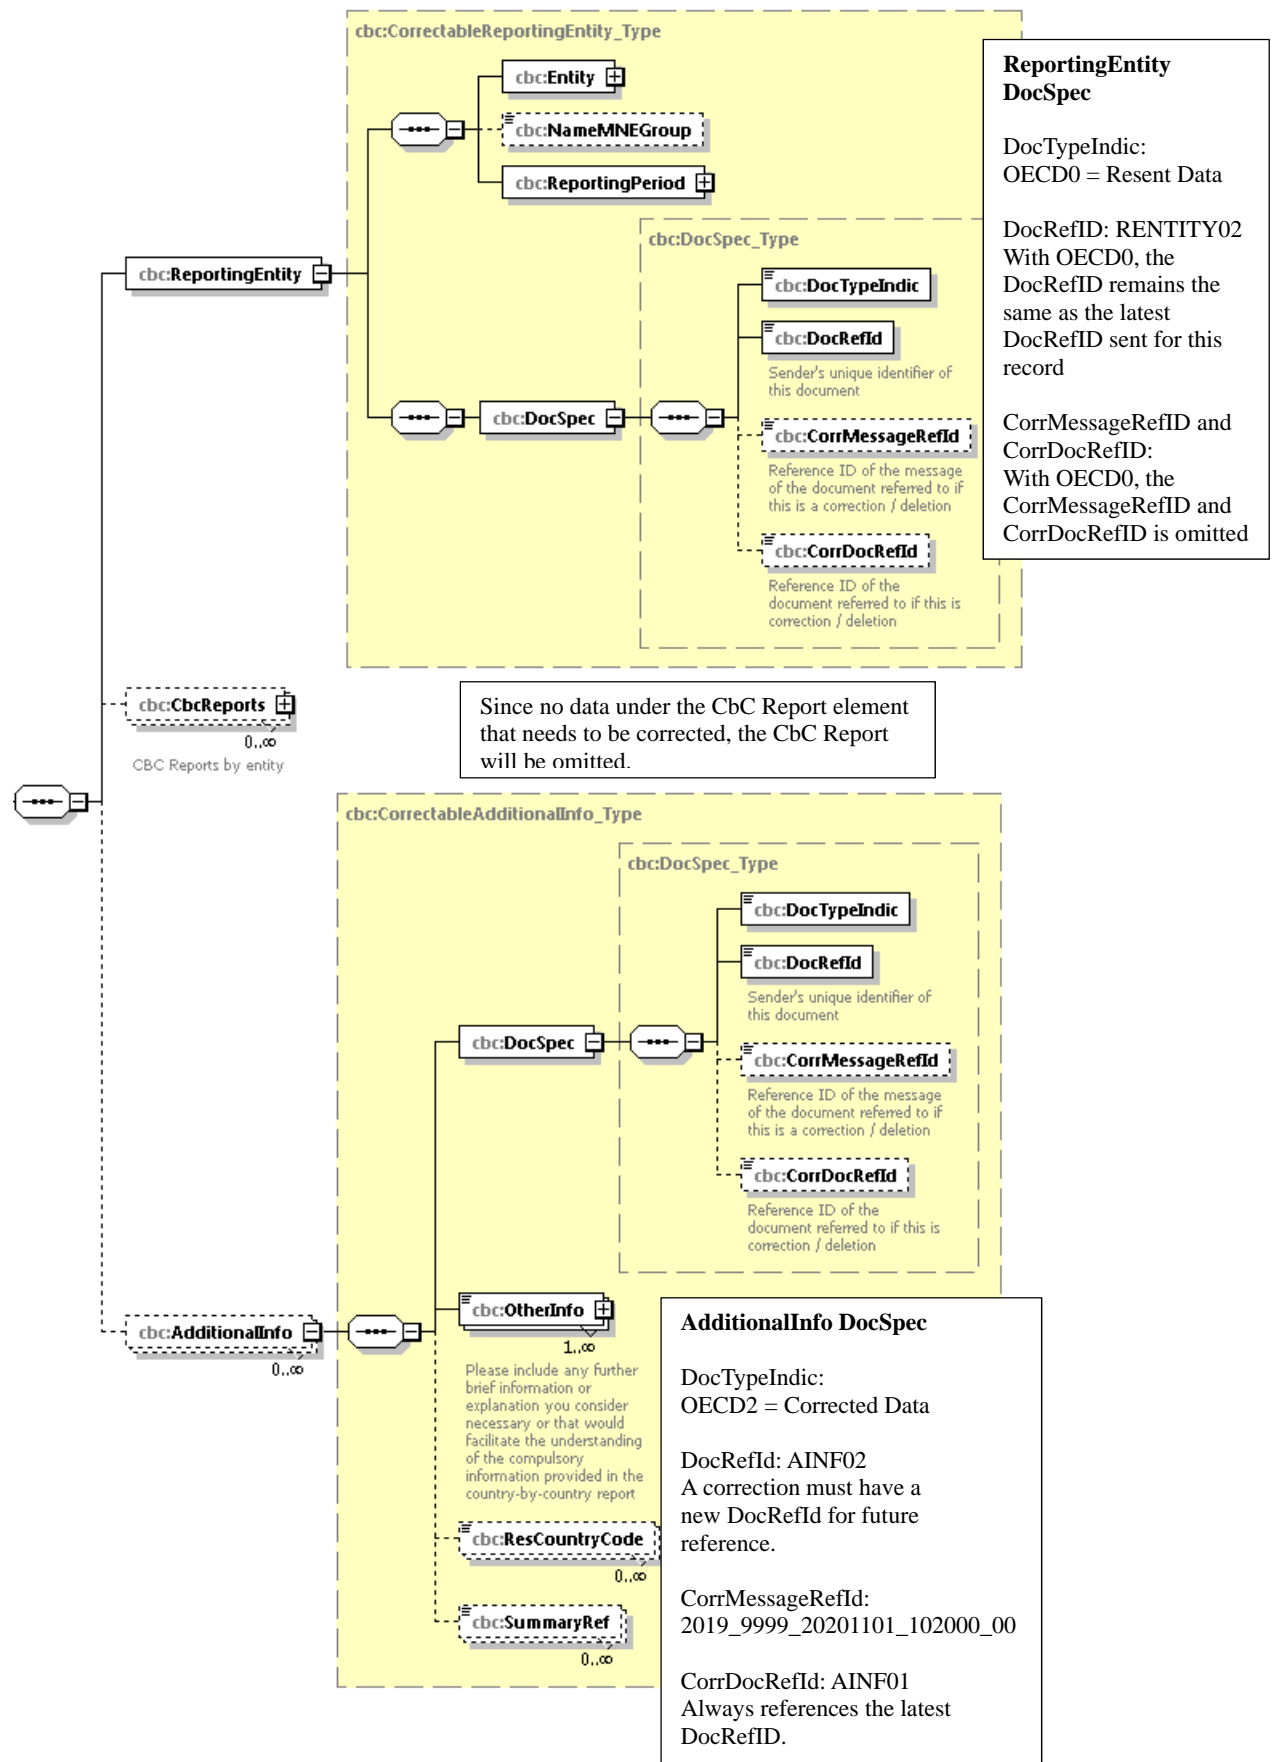 cbc:CorrectableReportingEntity_Type
cbc:Entity
cbc:NameMNEGroup
cbc:ReportingPeriod
cbc:ReportingEntity
cbc:DocSpec_Type
cbc:DocTypeIndic
cbc:DocRefId
Sender's unique identifier of
this document
cbc:DocSpec
cbc:CorrMessageRefId
Reference ID of the message
of the document referred to if
this is a correction / deletion
cbc:CorrDocRefId
Reference ID of the
document referred to if this is
correction / deletion
ReportingEntity
DocSpec
DocTypeIndic:
OECD0 = Resent Data
DocRefID: RENTITY02
With OECD0, the
DocRefID remains the
same as the latest
DocRefID sent for this
record
CorrMessageRefID and
CorrDocRefID:
With OECD0, the
CorrMessageRefID and
CorrDocRefID is omitted
cbc:CbcReports
0..∞
CBC Reports by entity
Since no data under the CbC Report element
that needs to be corrected, the CbC Report
will be omitted.
cbc:CorrectableAdditionalInfo_Type
cbc:DocSpec_Type
cbc:DocTypeIndic
cbc:DocRefId
Sender's unique identifier of
this document
cbc:DocSpec
cbc:CorrMessageRefId
Reference ID of the message
of the document referred to if
this is a correction / deletion
cbc:CorrDocRefId
Reference ID of the
document referred to if this is
correction / deletion
cbc:AdditionalInfo
0..∞
cbc:OtherInfo
1..∞
Please include any further
brief information or
explanation you consider
necessary or that would
facilitate the understanding
of the compulsory
information provided in the
country-by-country report
cbc:ResCountryCode
0..∞
cbc:SummaryRef
0..∞
AdditionalInfo DocSpec
DocTypeIndic:
OECD2 = Corrected Data
DocRefId: AINF02
A correction must have a
new DocRefId for future
reference.
CorrMessageRefId:
2019_9999_20201101_102000_00
CorrDocRefId: AINF01
Always references the latest
DocRefID.